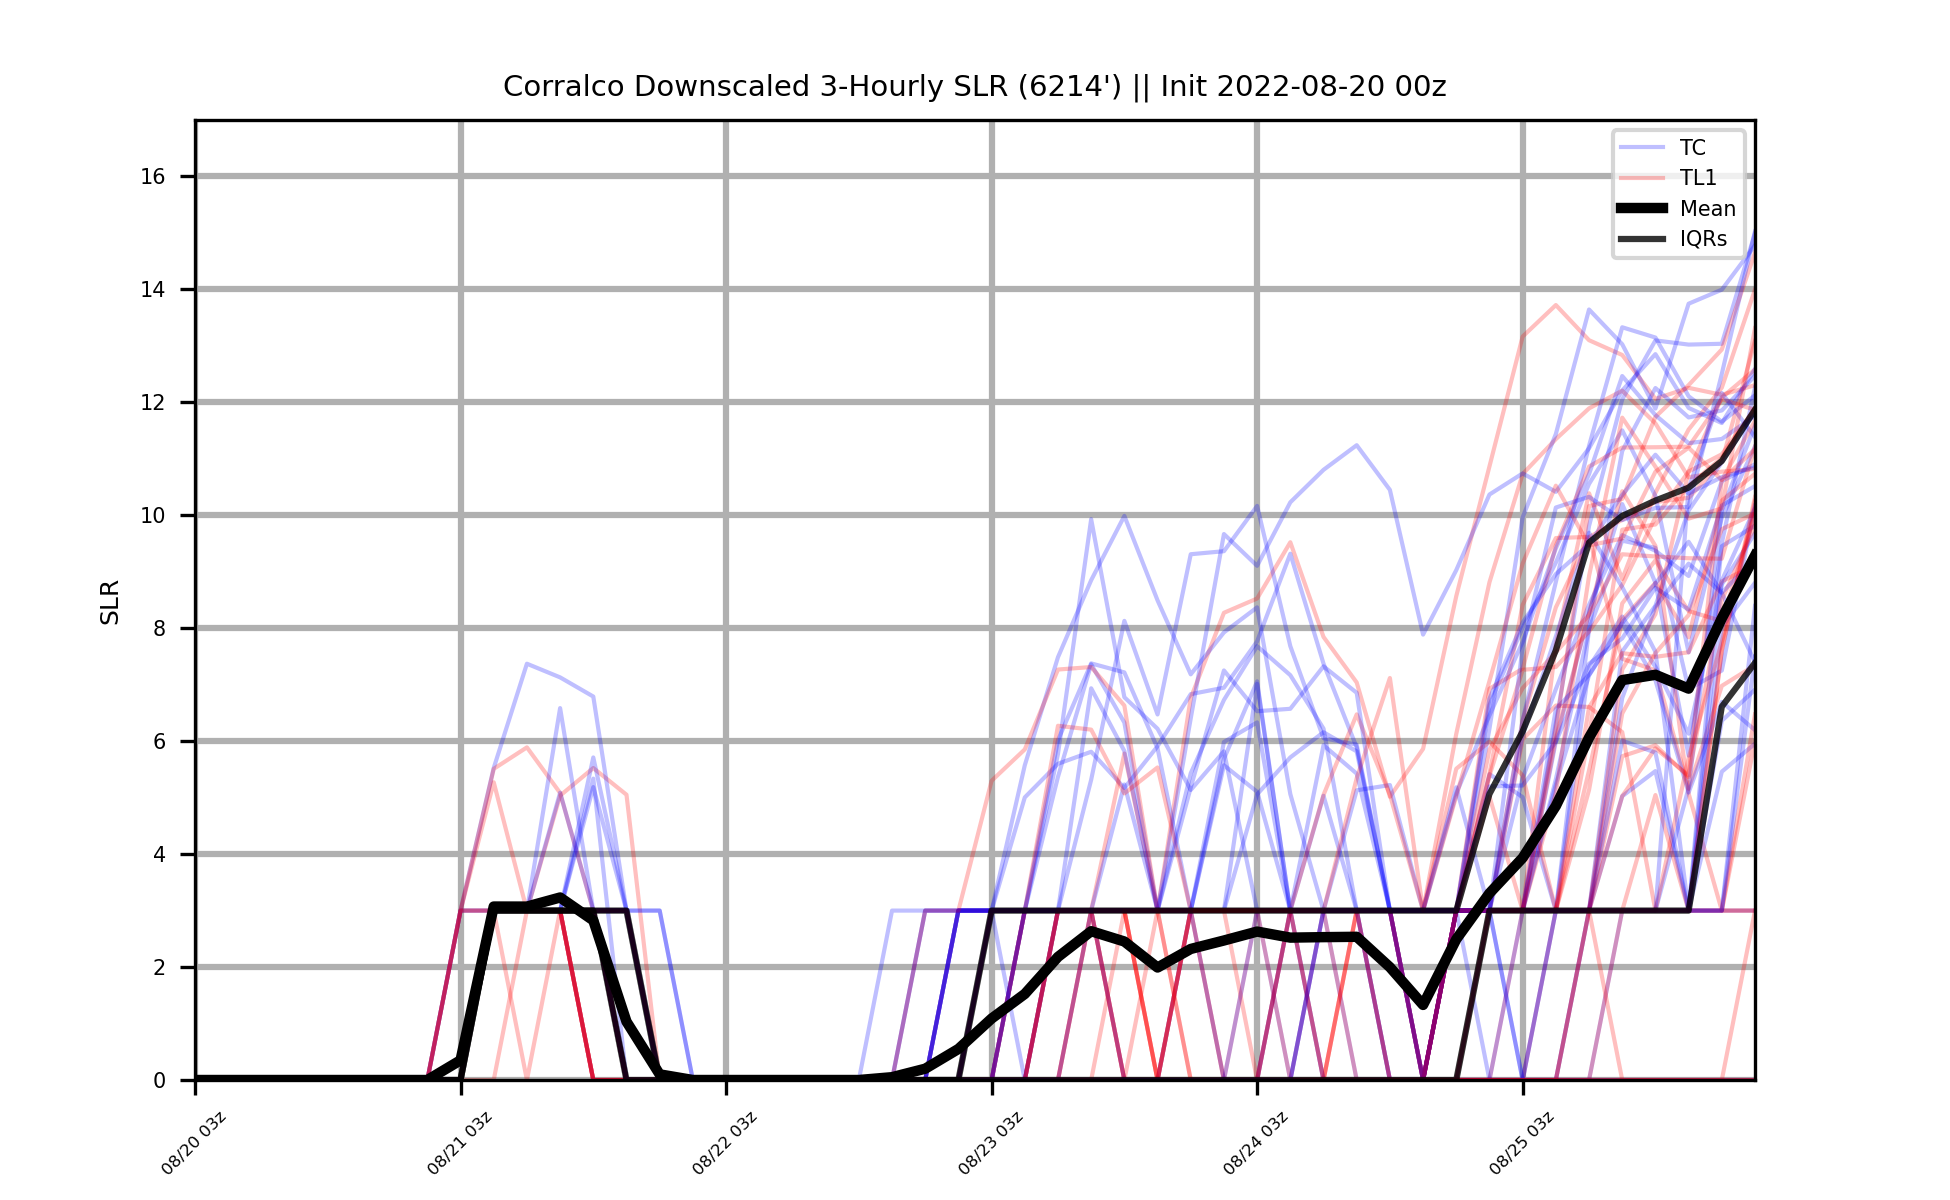 Corralco Downscaled 3-Hourly SLR (6214') || Init 2022-08-20 00z
TC
TL1
Mean
IQRs
SLR
16
14
12
10
8
6
4
2
0
08/20 03z
08/21 03z
08/22 03z
08/23 03z
08/24 03z
08/25 03z